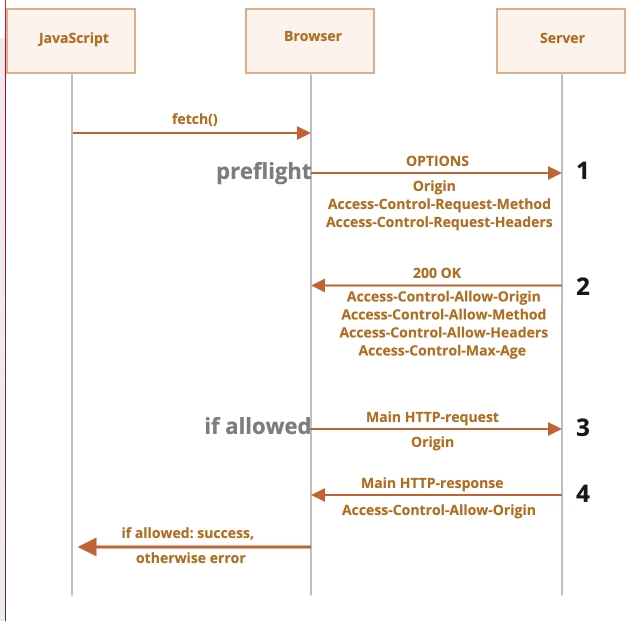 JavaScript
Browser
Server
fetch()
preflight
OPTIONS
1
Origin
Access-Control-Request-Method
Access-Control-Request-Headers
200 OK
2
Access-Control-Allow-Origin
Access-Control-Allow-Method
Access-Control-Allow-Headers
Access-Control-Max-Age
if allowed
Main HTTP-request
3
Origin
Main HTTP-response
4
Access-Control-Allow-Origin
if allowed: success,
otherwise error